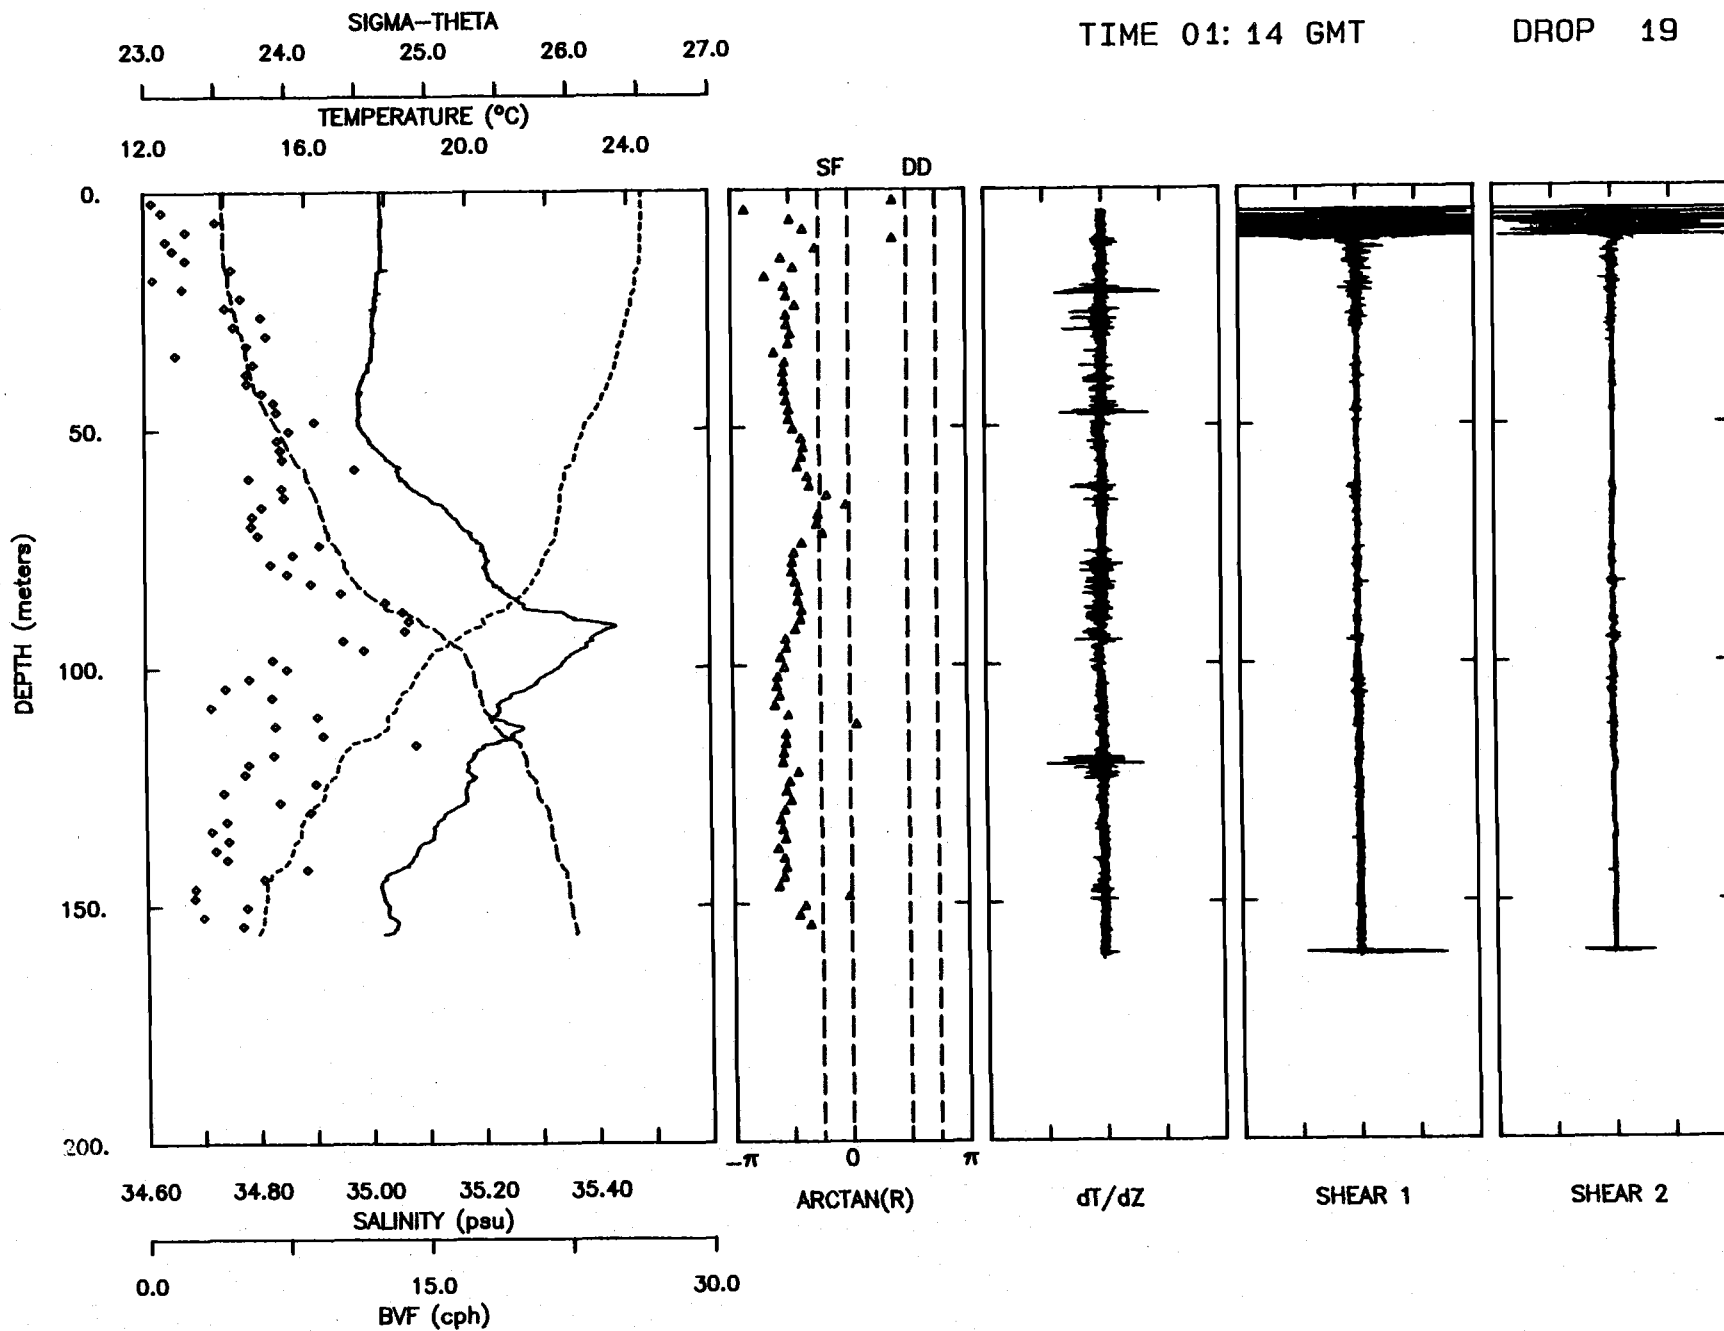 SIGMA-THETA
TIME 01:14 GMT DROP 19
23.0 24.0 25.0 26.0 27.0
TEMPERATURE (°C)
12.0 16.0 20.0 24.0
SF DD
0.
50.
100.
150.
200.
DEPTH (meters)
-π 0 π
34.60 34.80 35.00 35.20 35.40
SALINITY (psu)
ARCTAN(R) dT/dZ SHEAR 1 SHEAR 2
0.0 15.0 30.0
BVF (cph)